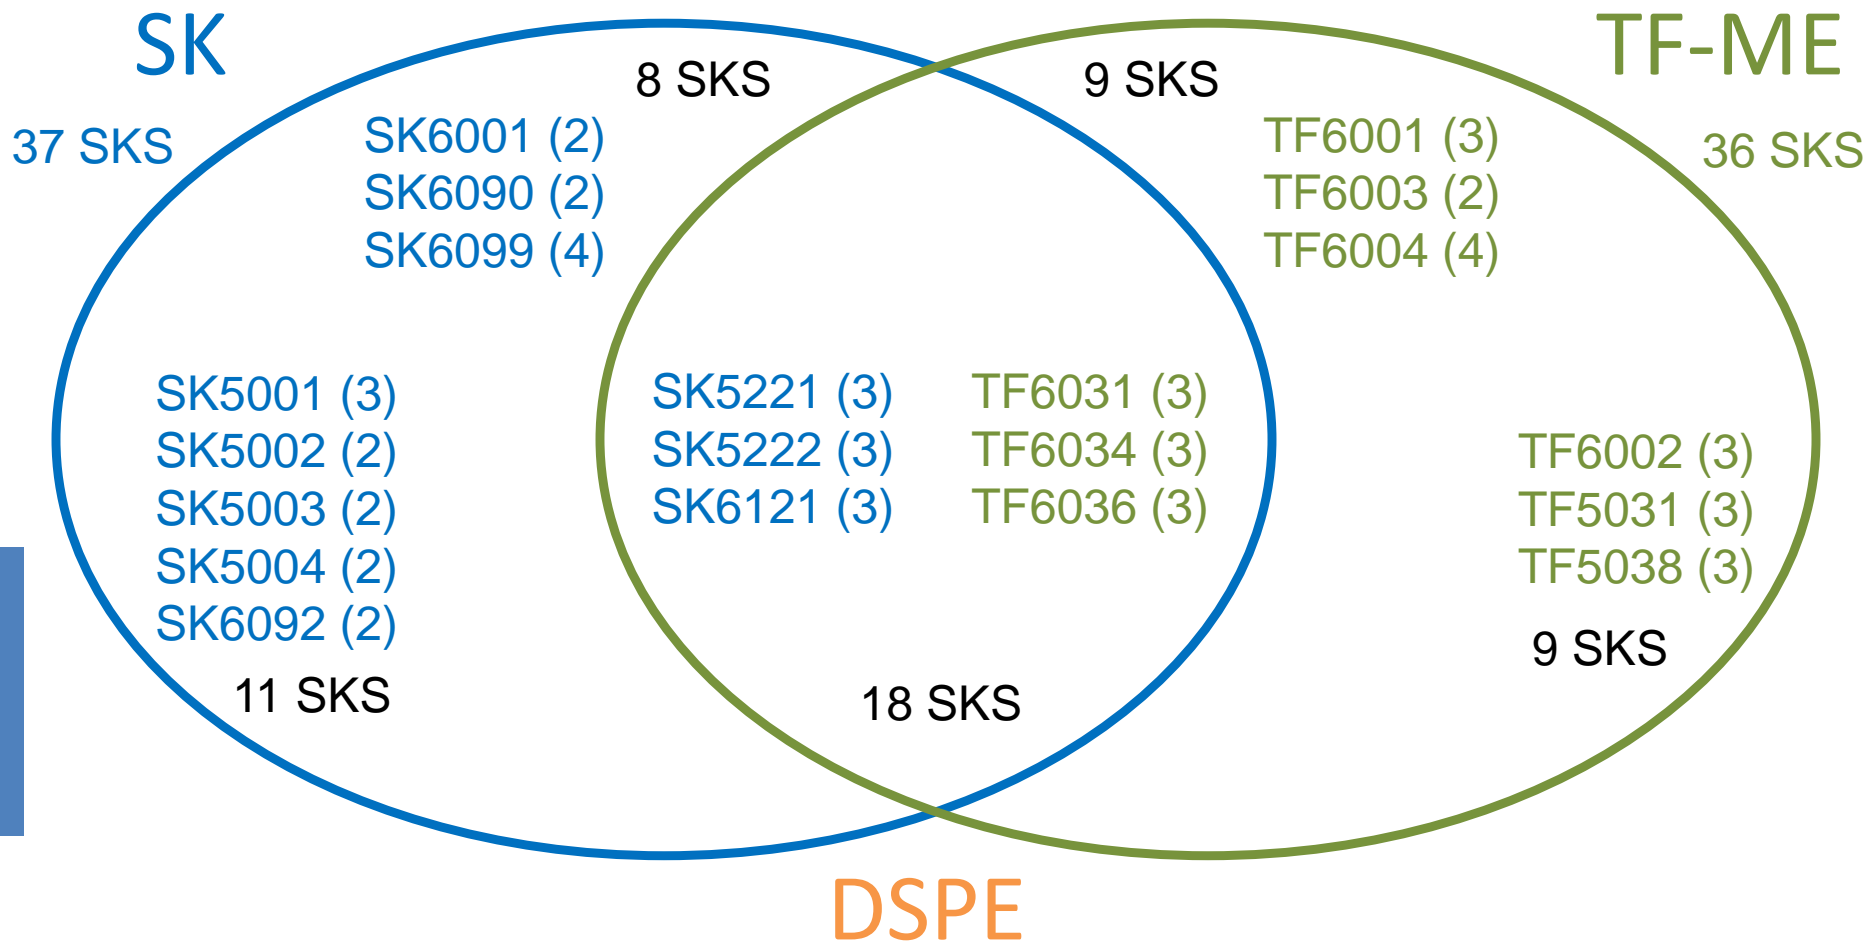 SK
TF-ME
8 SKS
9 SKS
37 SKS
36 SKS
SK6001 (2)
SK6090 (2)
SK6099 (4)
TF6001 (3)
TF6003 (2)
TF6004 (4)
SK5001 (3)
SK5002 (2)
SK5003 (2)
SK5004 (2)
SK6092 (2)
11 SKS
SK5221 (3)
SK5222 (3)
SK6121 (3)
TF6031 (3)
TF6034 (3)
TF6036 (3)
18 SKS
TF6002 (3)
TF5031 (3)
TF5038 (3)
9 SKS
DSPE